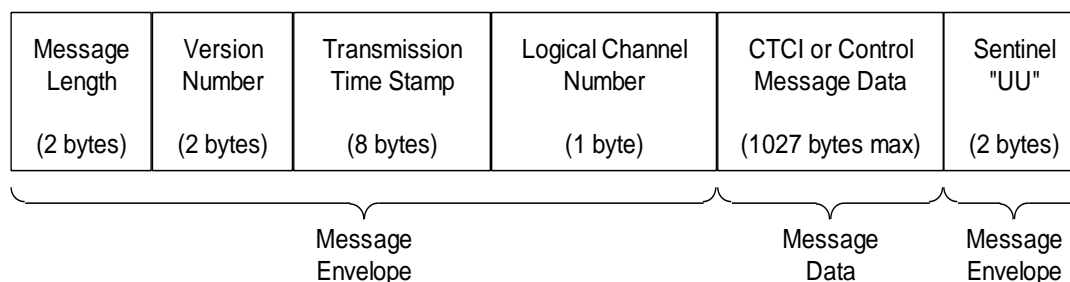 Message Length
(2 bytes)
Version Number
(2 bytes)
Transmission Time Stamp
(8 bytes)
Logical Channel Number
(1 byte)
CTCI or Control Message Data
(1027 bytes max)
Sentinel "UU"
(2 bytes)
Message Envelope
Message Data
Message Envelope